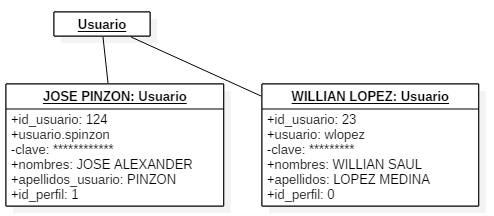 Usuario
JOSE PINZON: Usuario
+id_usuario: 124
+usuario.spinzon
-clave: ************
+nombres: JOSE ALEXANDER
+apellidos_usuario: PINZON
+id_perfil: 1
WILLIAN LOPEZ: Usuario
+id_usuario: 23
+usuario: wlopez
-clave: *********
+nombres: WILLIAN SAUL
+apellidos: LOPEZ MEDINA
+id_perfil: 0